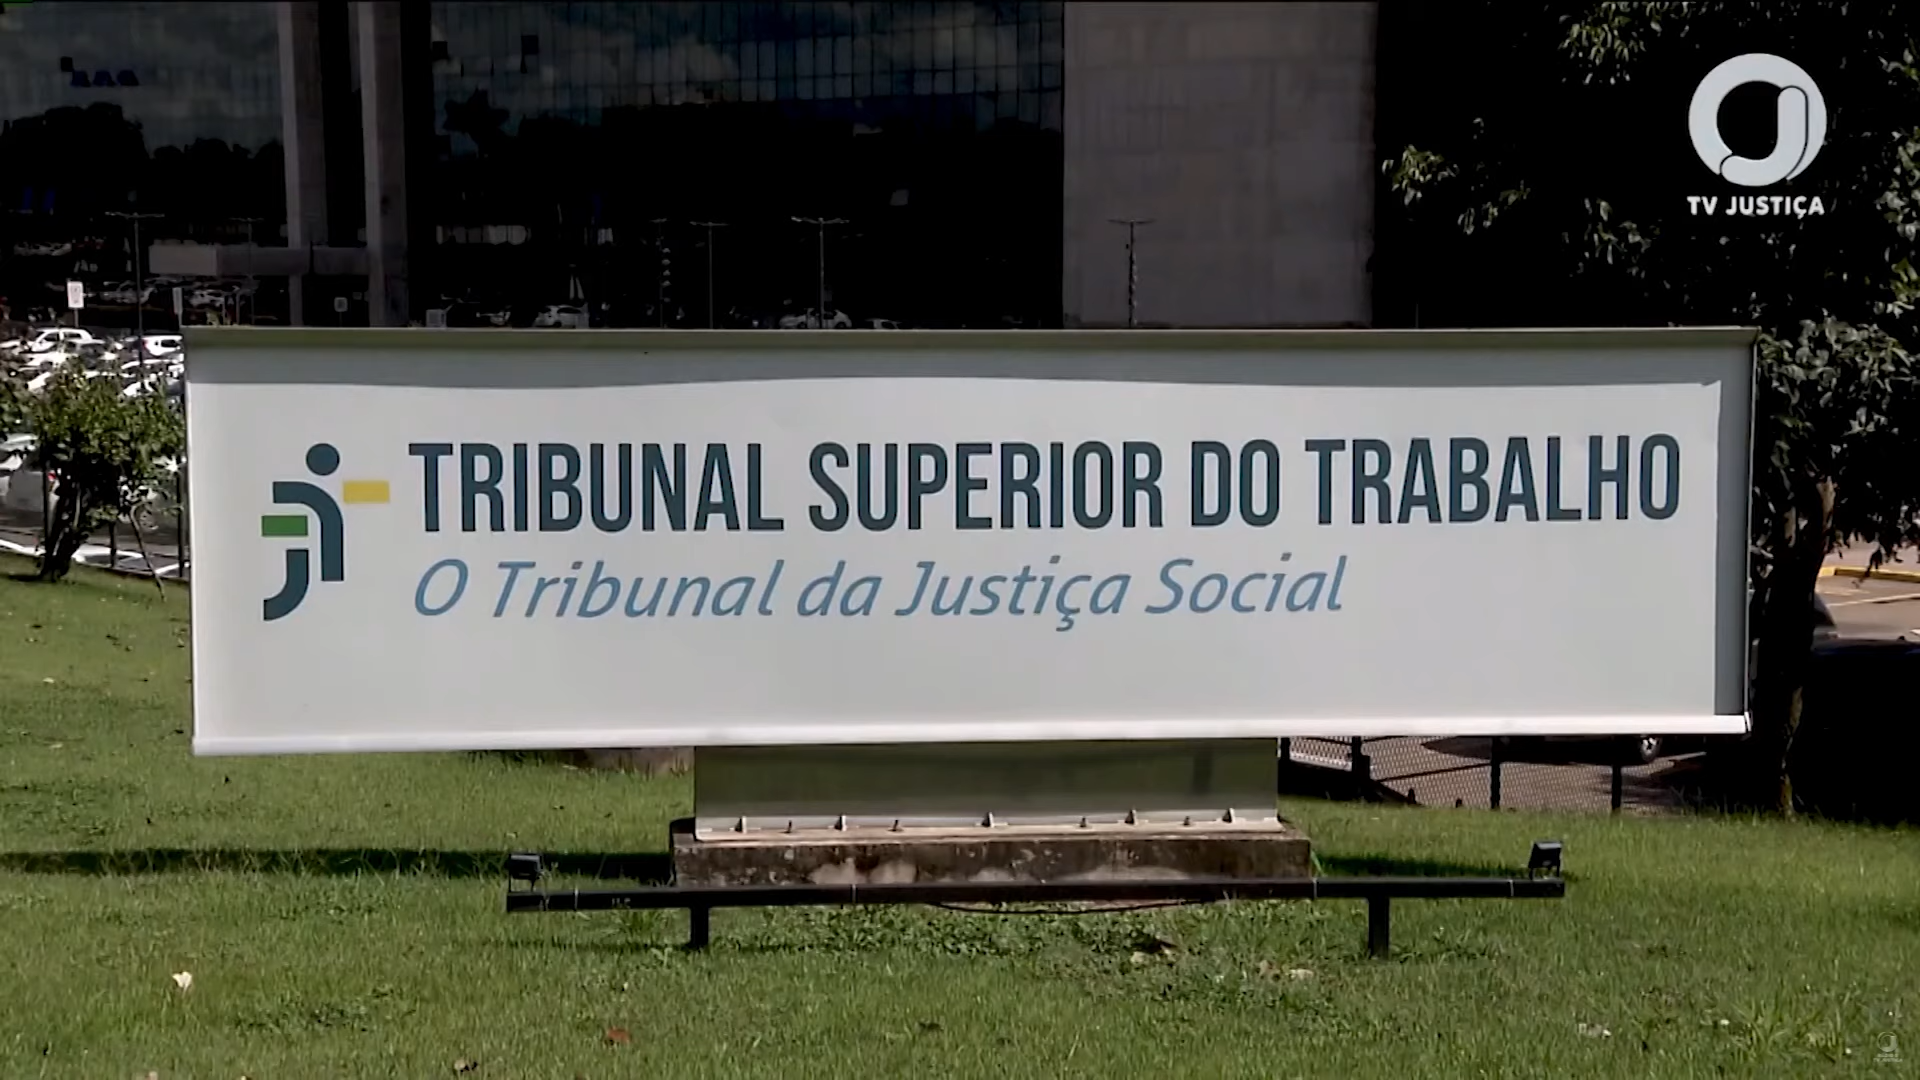 TV JUSTIÇA
TRIBUNAL SUPERIOR DO TRABALHO
O Tribunal da Justiça Social